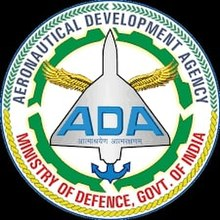 AERONAUTICAL DEVELOPMENT AGENCY
ADA
MINISTRY OF DEFENCE, GOVT. OF INDIA